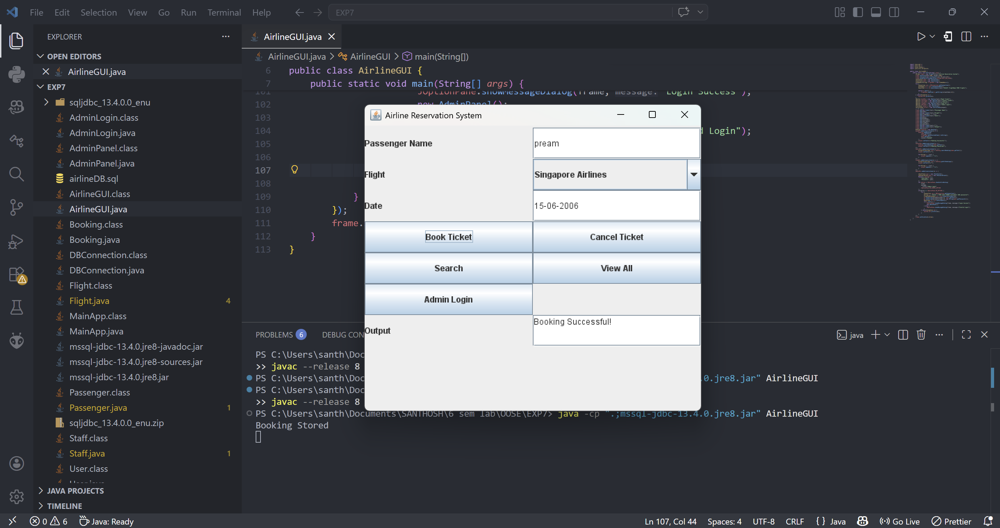 File Edit Selection View Go Run Terminal Help
EXP7
EXPLORER
OPEN EDITORS
AirlineGUI.java
EXP7
sqljdbc_13.4.0.0_enu
AdminLogin.class
AdminLogin.java
AdminPanel.class
AdminPanel.java
airlineDB.sql
AirlineGUI.class
AirlineGUI.java
Booking.class
Booking.java
DBConnection.class
DBConnection.java
Flight.class
Flight.java 4
MainApp.class
MainApp.java
mssql-jdbc-13.4.0.jre8-javadoc.jar
mssql-jdbc-13.4.0.jre8-sources.jar
mssql-jdbc-13.4.0.jre8.jar
Passenger.class
Passenger.java 1
sqljdbc_13.4.0.0_enu.zip
Staff.class
Staff.java 1
User.class
JAVA PROJECTS
TIMELINE
AirlineGUI.java
AirlineGUI.java > AirlineGUI > main(String[])
6 public class AirlineGUI {
7 public static void main(String[] args) {
101 JOptionPane.showMessageDialog(frame, message: "Login Success");
102 new AdminPanel();
103
104 Login");
105
106
107
108
109 }
110 });
111 frame.
112 }
113 }
Airline Reservation System
Passenger Name pream
Flight Singapore Airlines
Date 15-06-2006
Book Ticket Cancel Ticket
Search View All
Admin Login
Output Booking Successful!
PROBLEMS 6 DEBUG CON
java
PS C:\Users\santh\Doc
>> javac --release 8
PS C:\Users\santh\Doc .0.jre8.jar" AirlineGUI
PS C:\Users\santh\Doc
>> javac --release 8
PS C:\Users\santh\Documents\SANTHOSH\6 sem lab\OOSE\EXP7> java -cp ".;mssql-jdbc-13.4.0.jre8.jar" AirlineGUI
Booking Stored
0 6 Java: Ready
Ln 107, Col 44 Spaces: 4 UTF-8 CRLF { } Java Go Live Prettier